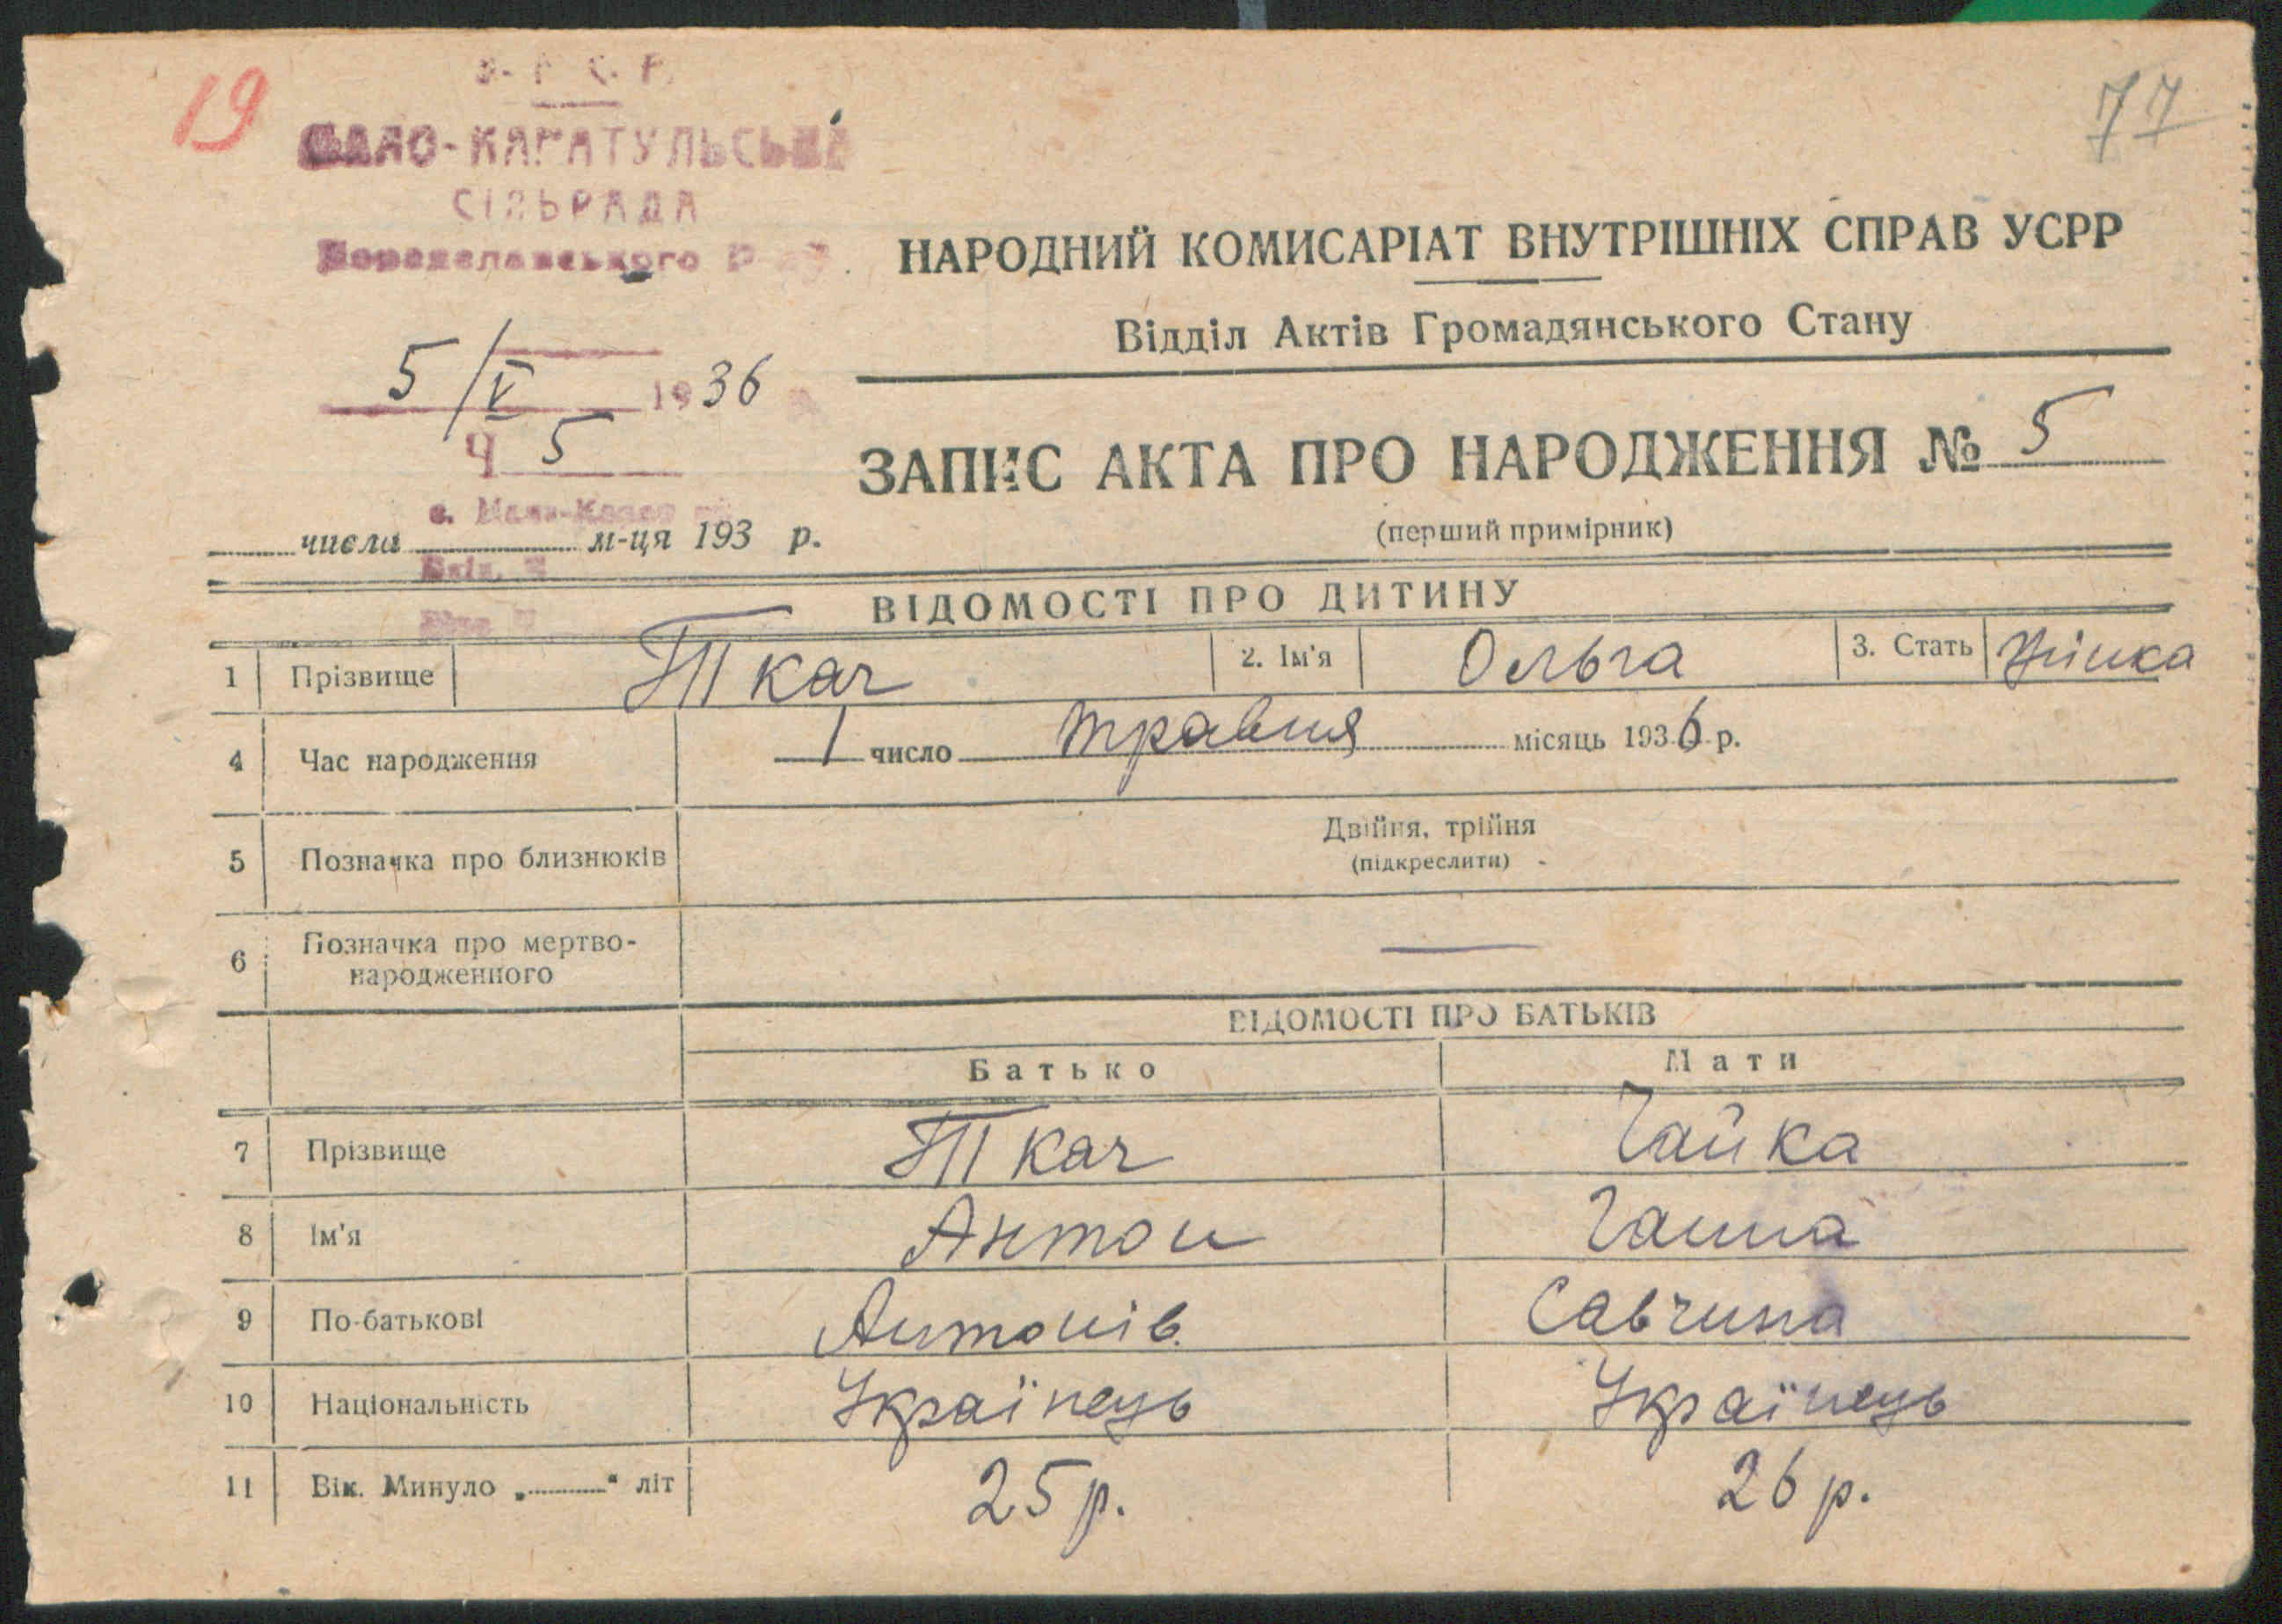 19
77
У. Р. С. Р.
МАЛО-КАРАТУЛЬСЬКА
СІЛЬРАДА
Переяславського Р
5/V 1936
Ч 5
НАРОДНИЙ КОМИСАРІАТ ВНУТРІШНІХ СПРАВ УСРР
Відділ Актів Громадянського Стану
ЗАПИС АКТА ПРО НАРОДЖЕННЯ № 5
(перший примірник)
числа м-ця 193 р.
ВІДОМОСТІ ПРО ДИТИНУ
1 Прізвище Ткач 2. Ім'я Ольга 3. Стать Жінка
4 Час народження 1 число травня місяць 1936 р.
5 Позначка про близнюків Двійня, трійня
(підкреслити)
6 Позначка про мертво-
народженного —
ВІДОМОСТІ ПРО БАТЬКІВ
Батько Мати
7 Прізвище Ткач Чайка
8 Ім'я Антон Ганна
9 По-батькові Антонів. Савчина
10 Національність Українець Українець
11 Вік. Минуло „ “ літ 25 р. 26 р.